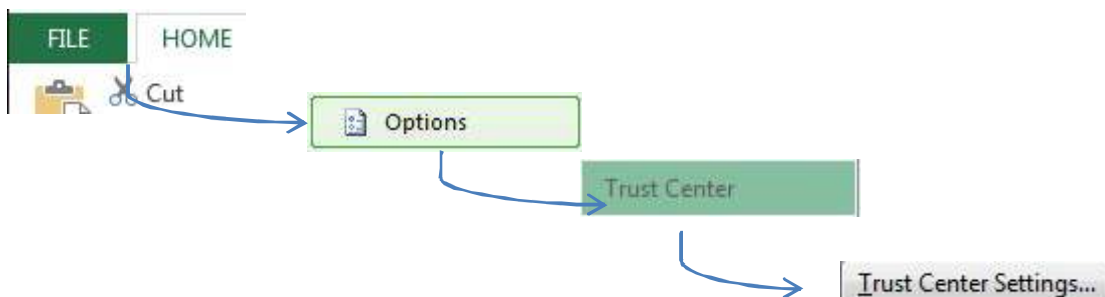 FILE HOME
Cut
Options
Trust Center
Trust Center Settings...